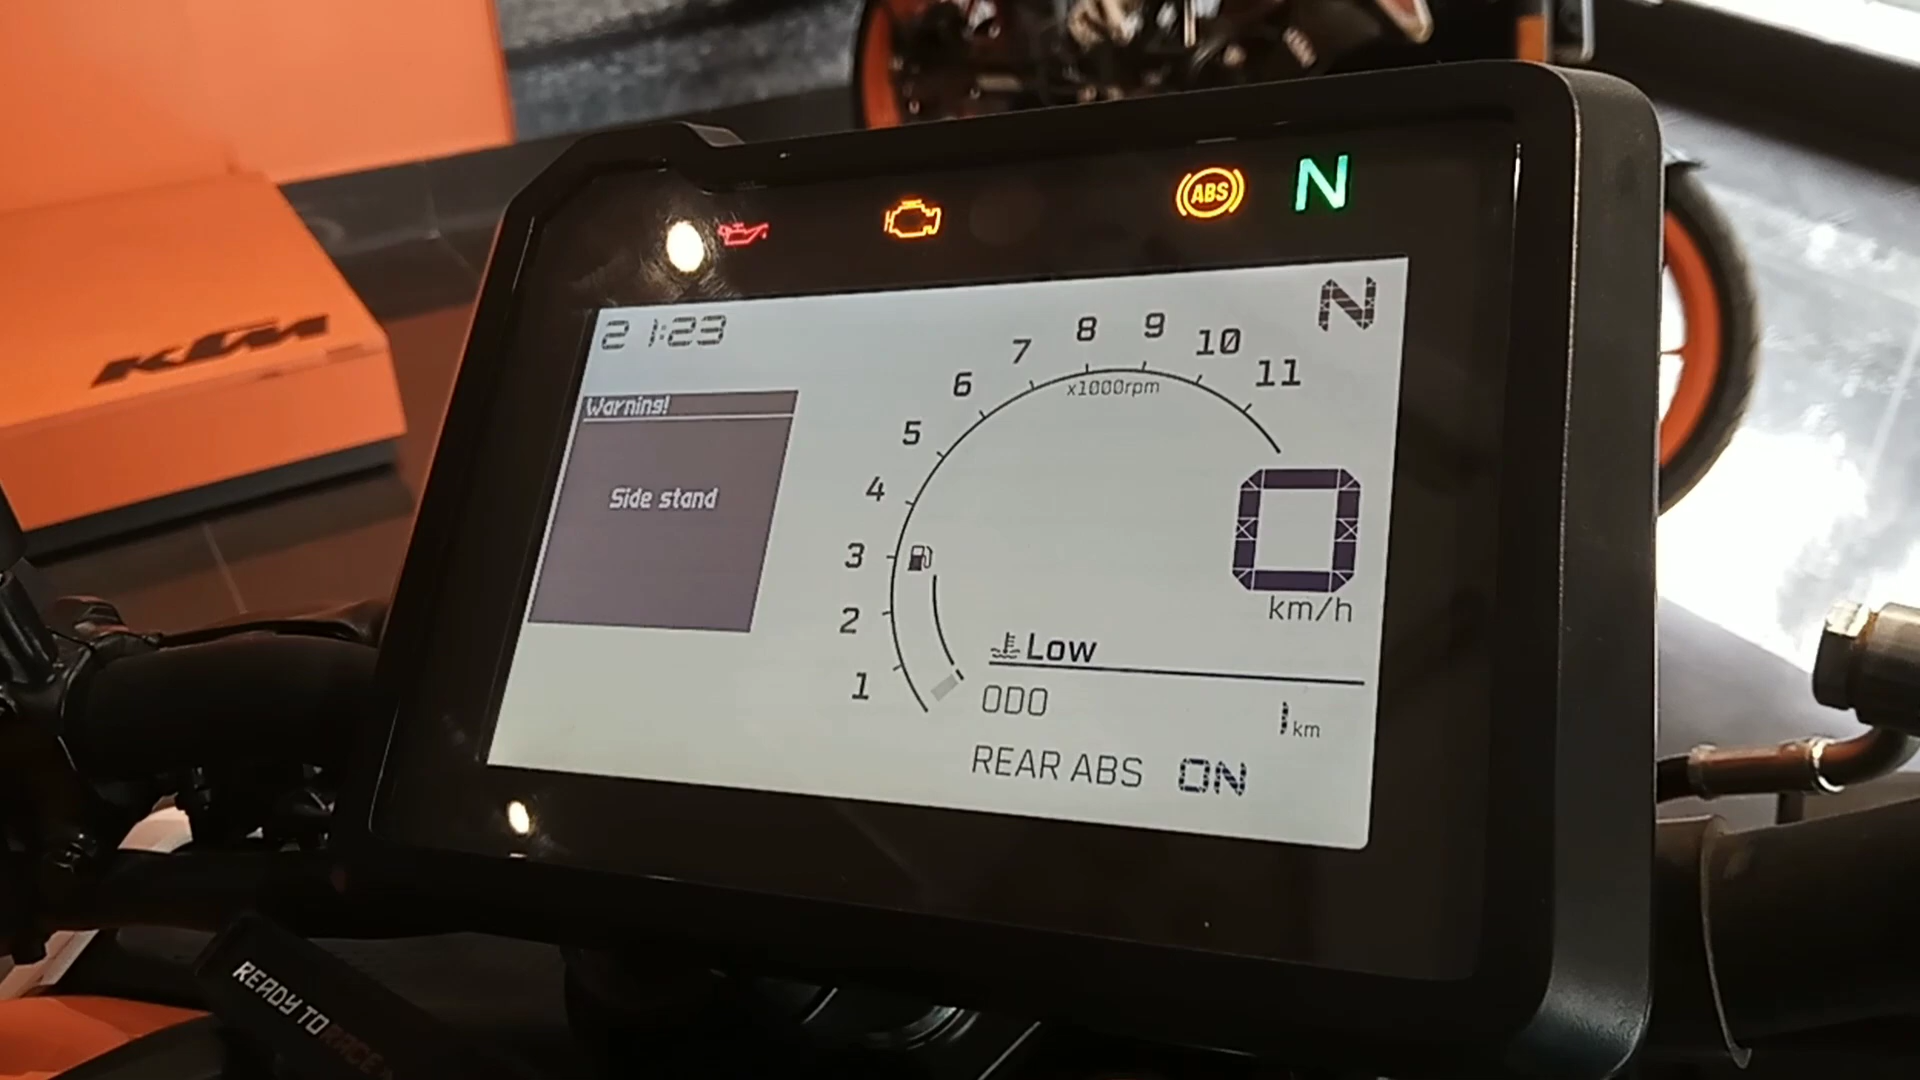 KTM
ABS
N
21:23
N
Warning!
Side stand
1
2
3
4
5
6
7
8
9
10
11
x1000rpm
0
km/h
Low
ODO
1 km
REAR ABS ON
READY TO RACE